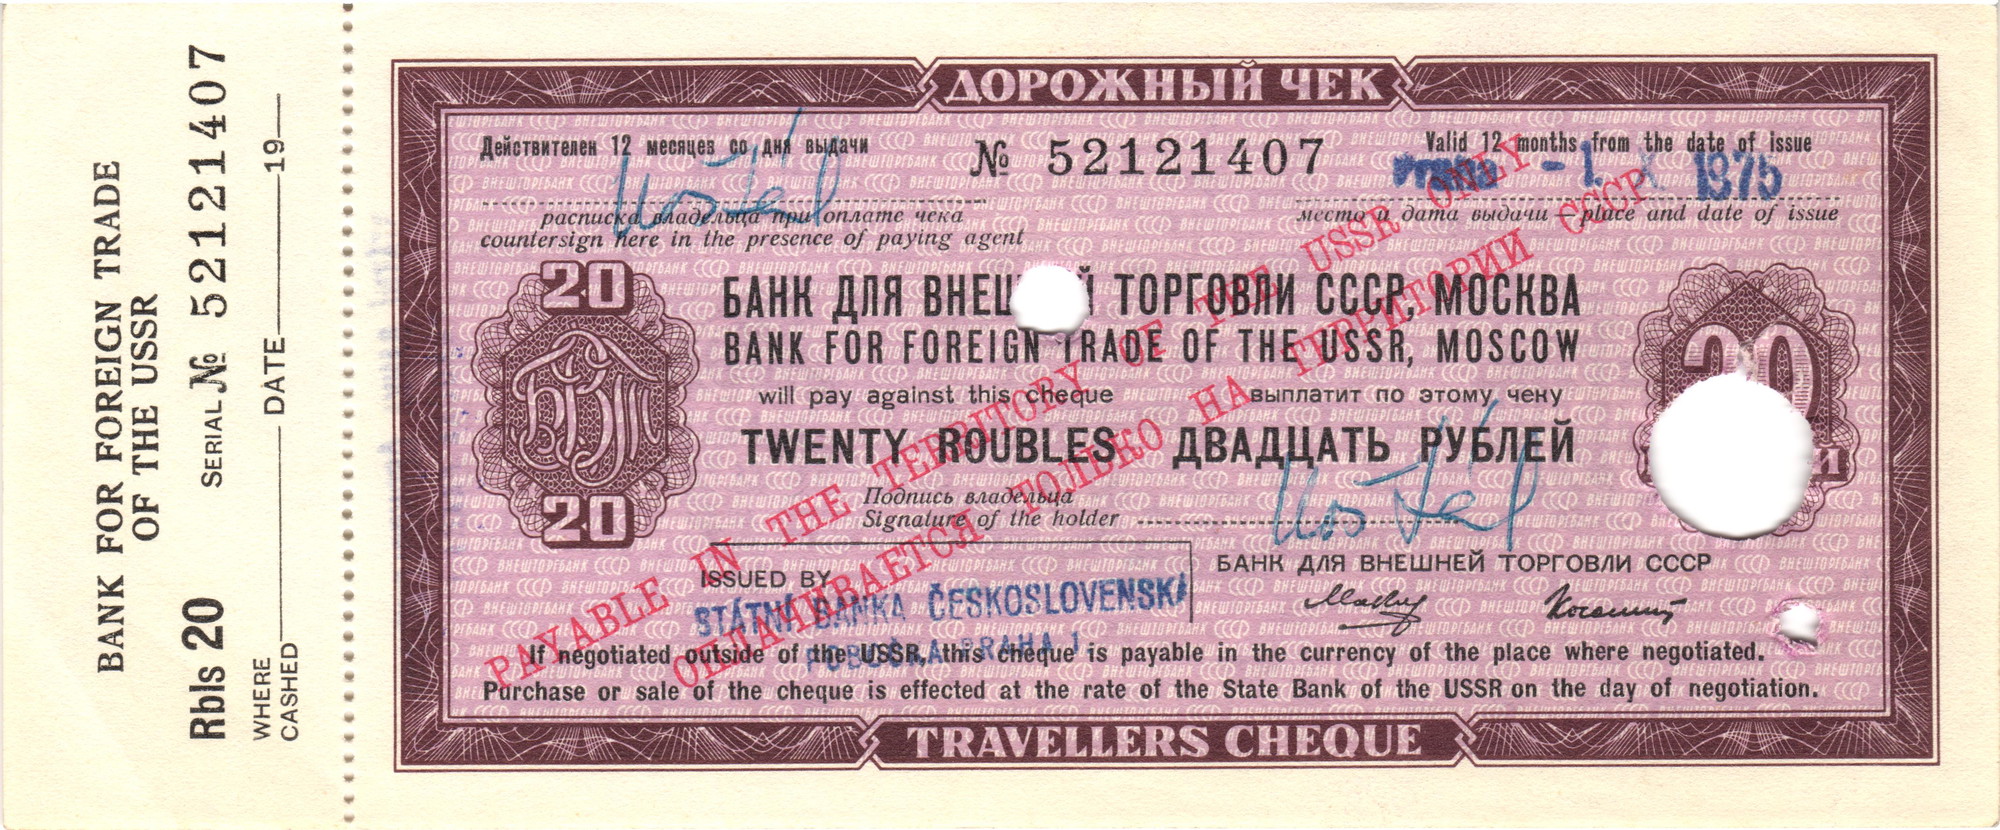 BANK FOR FOREIGN TRADE
OF THE USSR
SERIAL № 52121407
Rbls 20
WHERE
CASHED
DATE 19
ДОРОЖНЫЙ ЧЕК
Действителен 12 месяцев со дня выдачи
№ 52121407
Valid 12 months from the date of issue
1975
расписка владельца при оплате чека
countersign here in the presence of paying agent
место и дата выдачи – place and date of issue
20
БВТ
20
20
БАНК ДЛЯ ВНЕШ Й ТОРГОВЛИ СССР, МОСКВА
BANK FOR FOREIGN TRADE OF THE USSR, MOSCOW
will pay against this cheque
выплатит по этому чеку
TWENTY ROUBLES
ДВАДЦАТЬ РУБЛЕЙ
Подпись владельца
Signature of the holder
PAYABLE IN THE TERRITORY OF THE USSR ONLY
ОПЛАЧИВАЕТСЯ ТОЛЬКО НА ТЕРРИТОРИИ СССР
ISSUED BY
STÁTNÍ BANKA ČESKOSLOVENSKÁ
POBOČKA PRAHA 1
БАНК ДЛЯ ВНЕШНЕЙ ТОРГОВЛИ СССР
If negotiated outside of the USSR, this cheque is payable in the currency of the place where negotiated.
Purchase or sale of the cheque is effected at the rate of the State Bank of the USSR on the day of negotiation.
TRAVELLERS CHEQUE